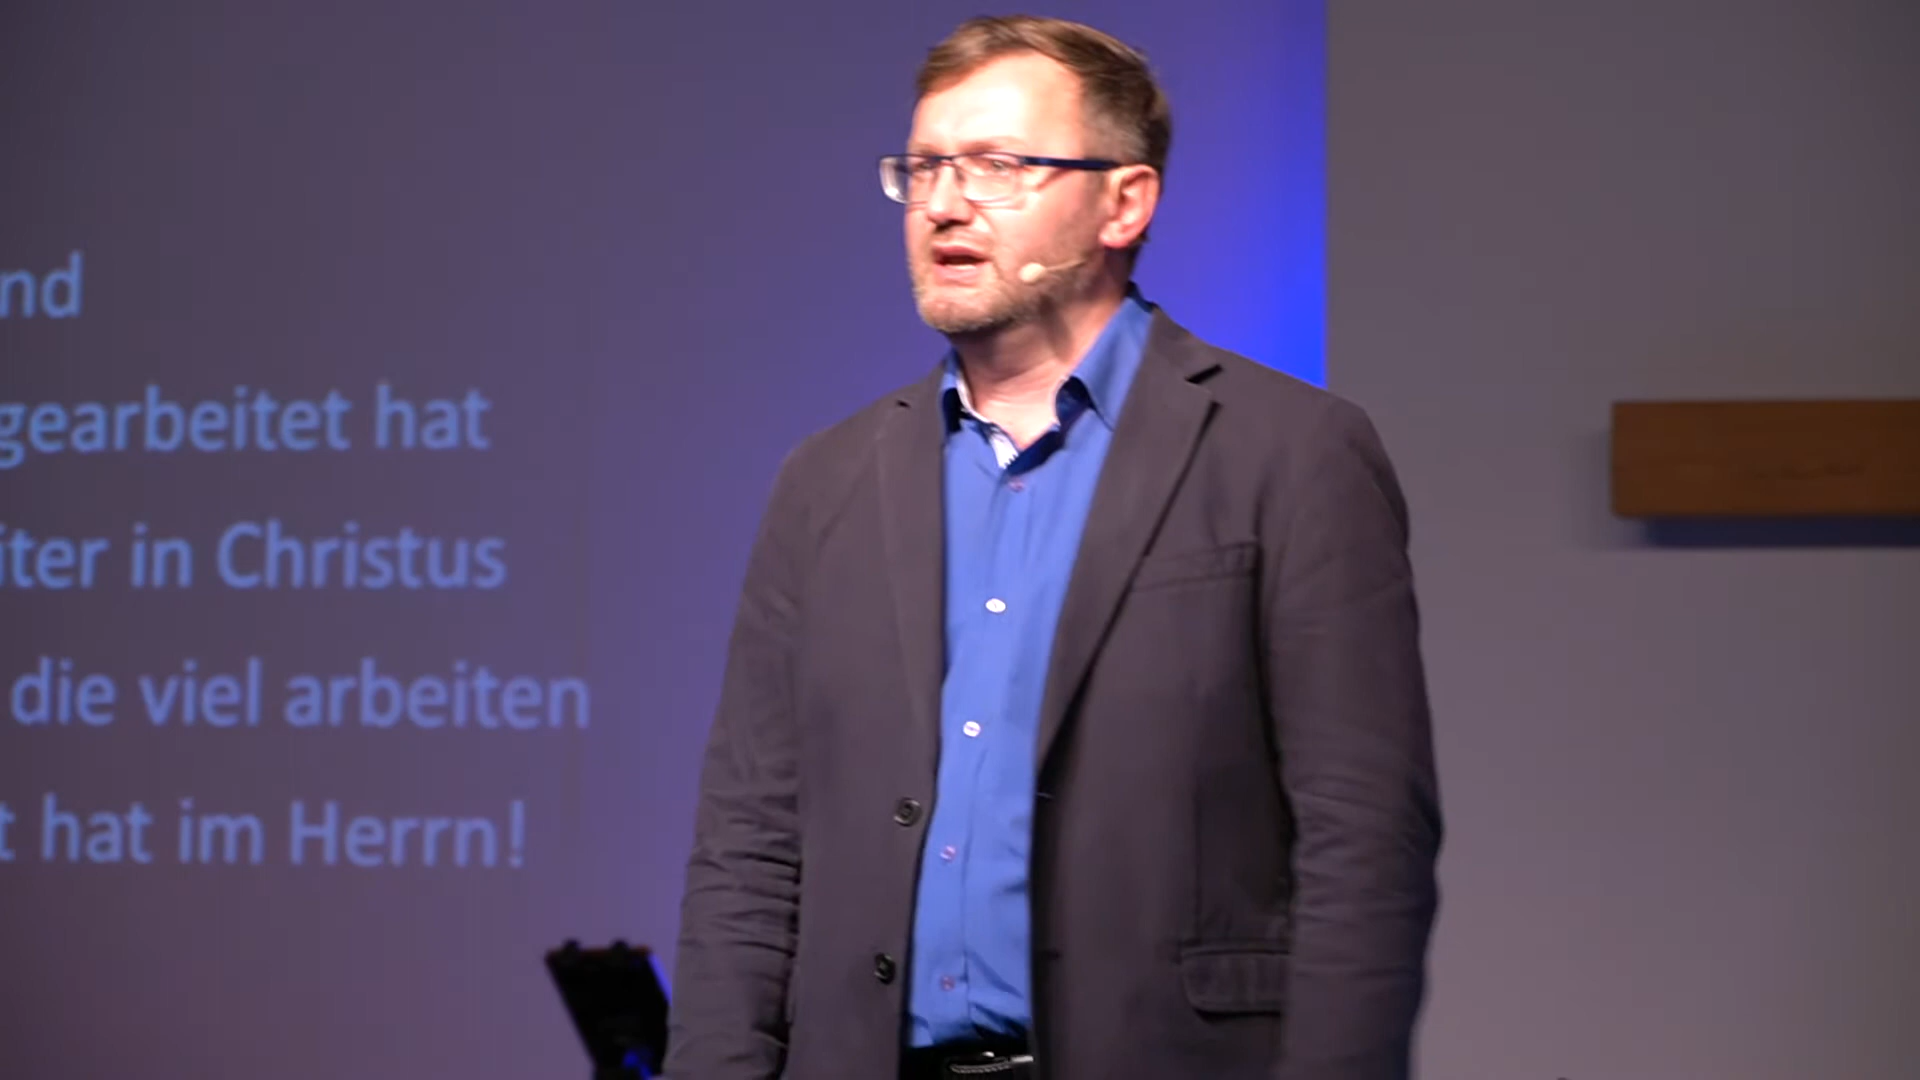 nd
gearbeitet hat
iter in Christus
die viel arbeiten
t hat im Herrn!